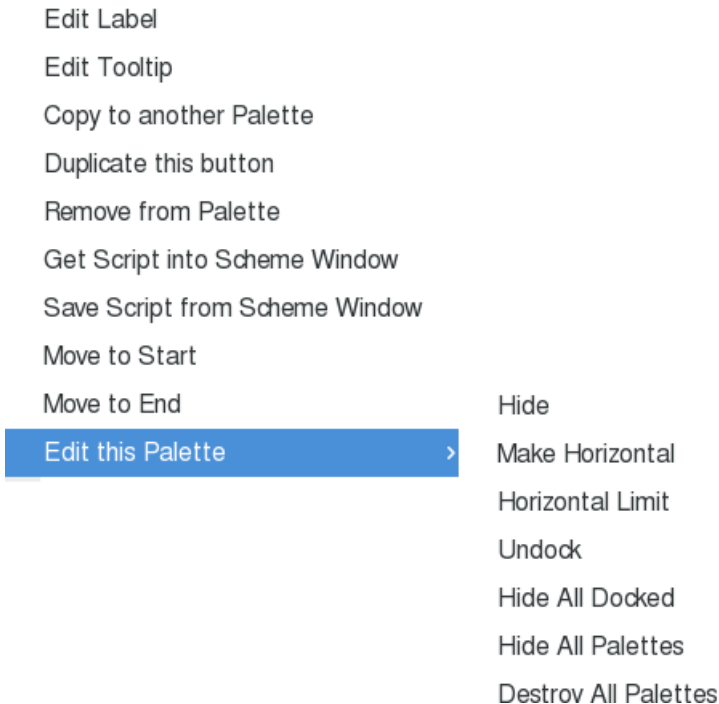 Edit Label
Edit Tooltip
Copy to another Palette
Duplicate this button
Remove from Palette
Get Script into Scheme Window
Save Script from Scheme Window
Move to Start
Move to End
Edit this Palette
Hide
Make Horizontal
Horizontal Limit
Undock
Hide All Docked
Hide All Palettes
Destroy All Palettes